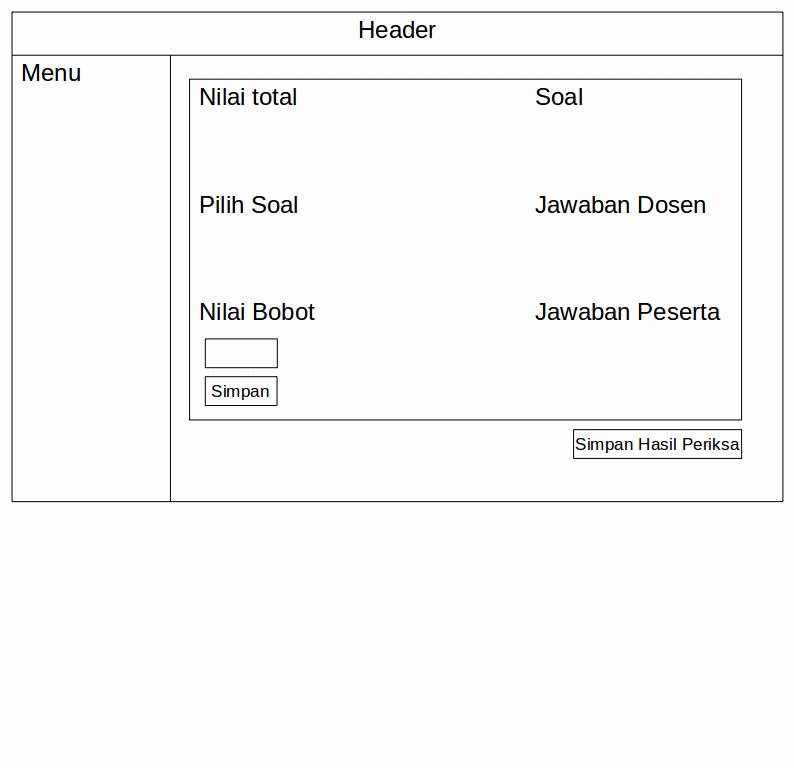 Header
Menu
Nilai total
Soal
Pilih Soal
Jawaban Dosen
Nilai Bobot
Jawaban Peserta
Simpan
Simpan Hasil Periksa